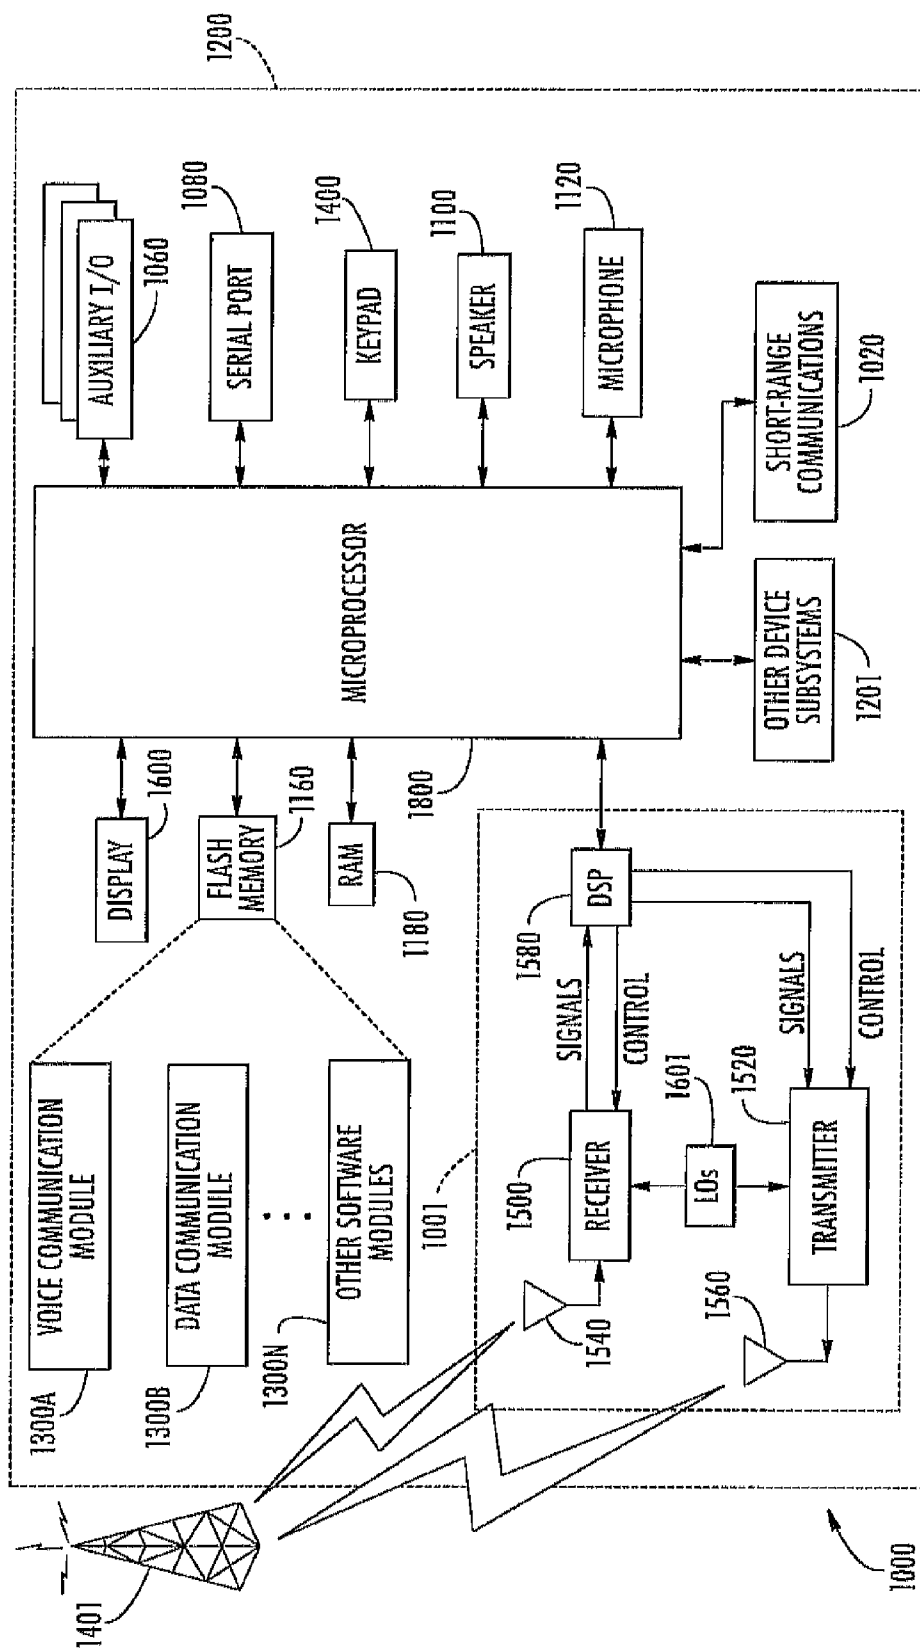 1200
VOICE COMMUNICATION
MODULE
1300A
DATA COMMUNICATION
MODULE
1300B
OTHER SOFTWARE
MODULES
1300N
1401
DISPLAY
1600
FLASH
MEMORY
1160
RAM
1180
MICROPROCESSOR
1800
AUXILIARY I/O
1060
SERIAL PORT
1080
KEYPAD
1400
SPEAKER
1100
MICROPHONE
1120
SHORT-RANGE
COMMUNICATIONS
1020
OTHER DEVICE
SUBSYSTEMS
1201
1001
1540
RECEIVER
1500
SIGNALS
CONTROL
DSP
1580
LOs
1601
1560
TRANSMITTER
1520
SIGNALS
CONTROL
1000